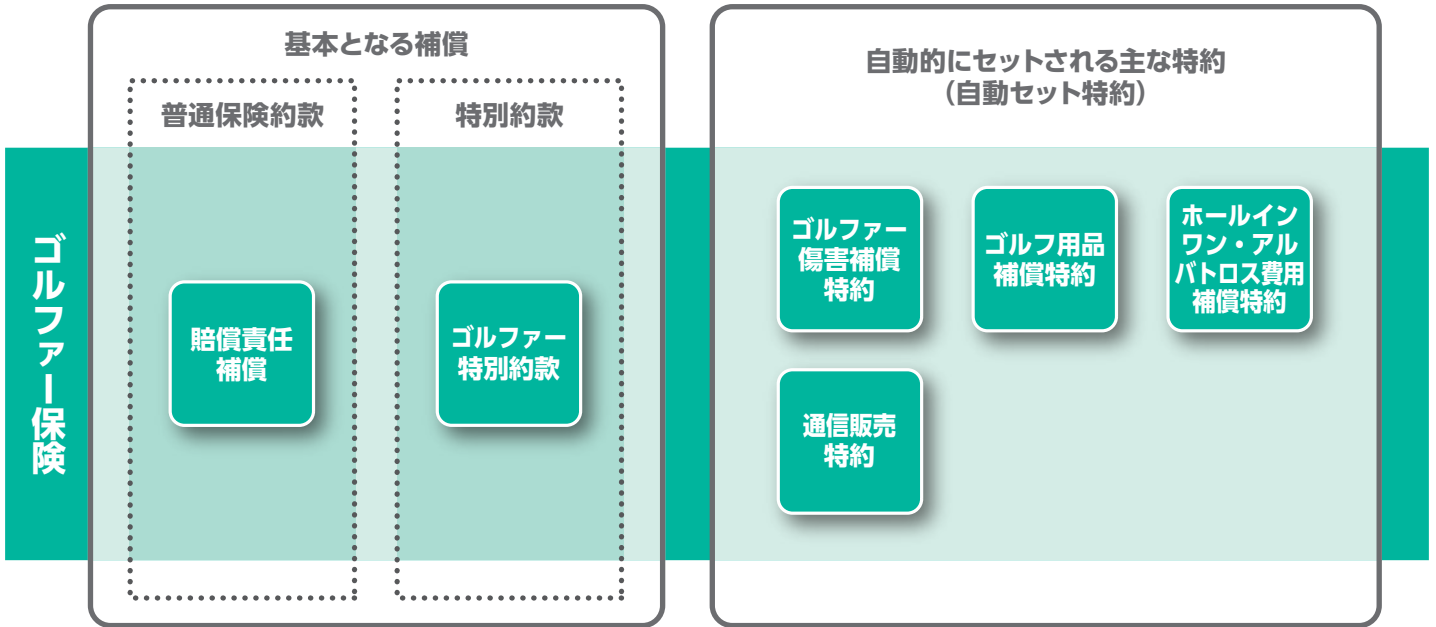 基本となる補償
普通保険約款
特別約款
自動的にセットされる主な特約
（自動セット特約）
ゴルファー保険
賠償責任
補償
ゴルファー
特別約款
ゴルファー
傷害補償
特約
ゴルフ用品
補償特約
ホールイン
ワン・アル
バトロス費用
補償特約
通信販売
特約